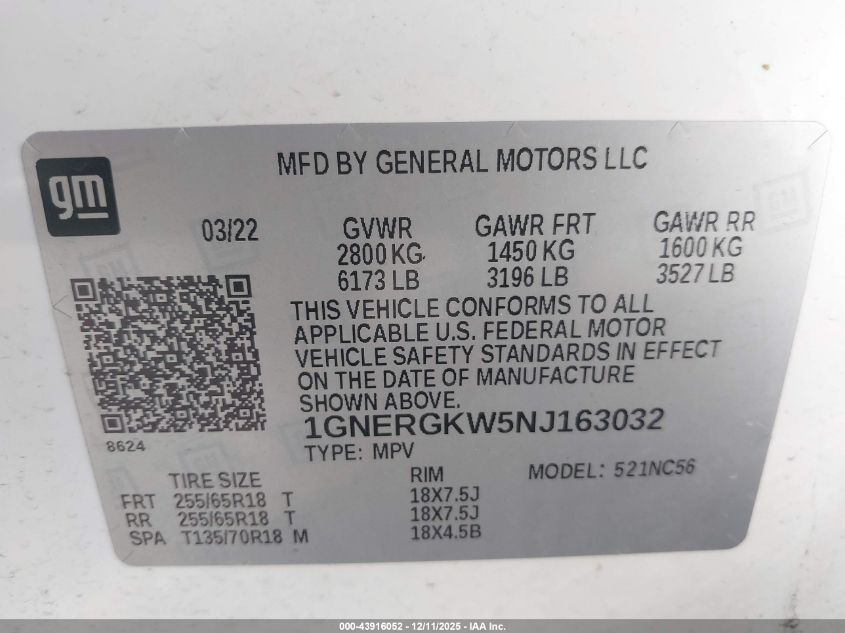 MFD BY GENERAL MOTORS LLC
gm
03/22 GVWR GAWR FRT GAWR RR
2800 KG 1450 KG 1600 KG
6173 LB 3196 LB 3527 LB
THIS VEHICLE CONFORMS TO ALL
APPLICABLE U.S. FEDERAL MOTOR
VEHICLE SAFETY STANDARDS IN EFFECT
ON THE DATE OF MANUFACTURE
SHOWN ABOVE.
1GNERGKW5NJ163032
8624
TYPE: MPV MODEL: 521NC56
TIRE SIZE RIM
FRT 255/65R18 T 18X7.5J
RR 255/65R18 T 18X7.5J
SPA T135/70R18 M 18X4.5B
000-43916052 - 12/11/2025 - IAA Inc.